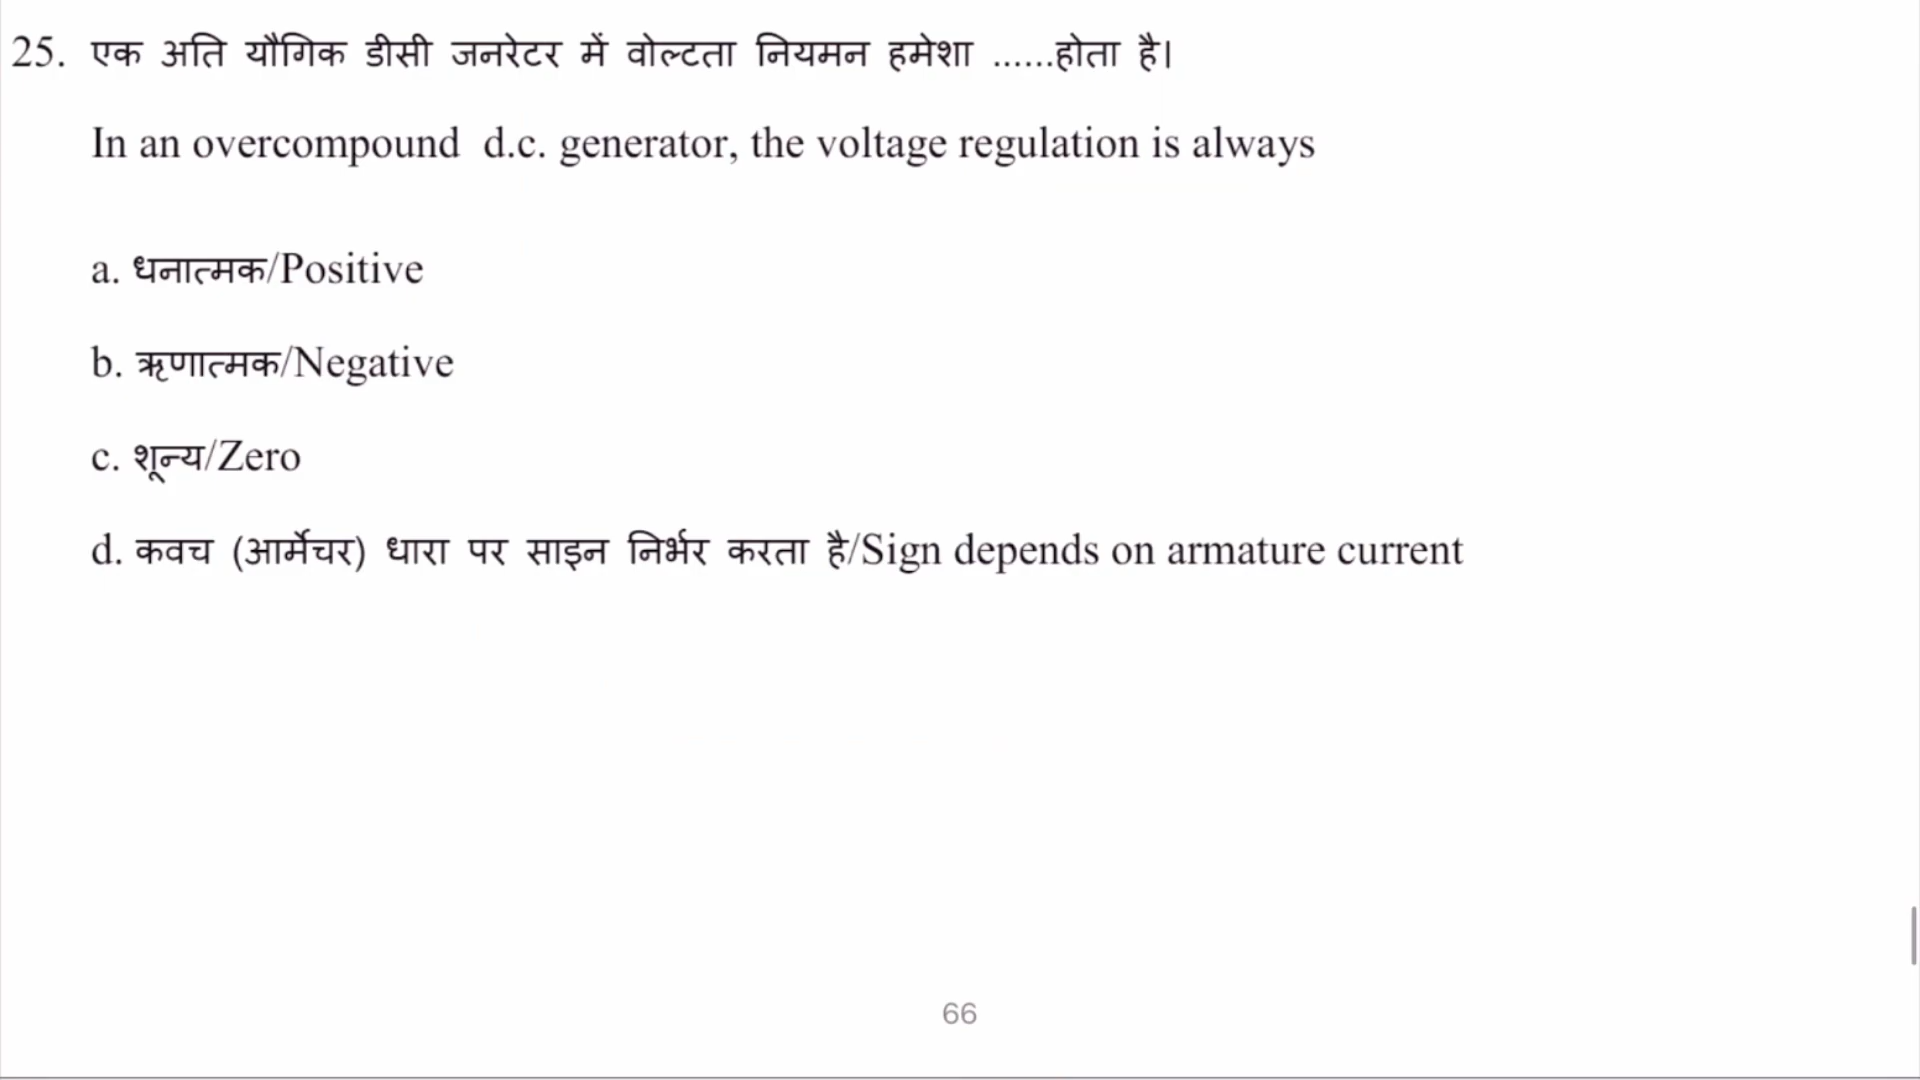 25. एक अति यौगिक डीसी जनरेटर में वोल्टता नियमन हमेशा ......होता है।
In an overcompound d.c. generator, the voltage regulation is always
a. धनात्मक/Positive
b. ऋणात्मक/Negative
c. शून्य/Zero
d. कवच (आर्मेचर) धारा पर साइन निर्भर करता है/Sign depends on armature current
66